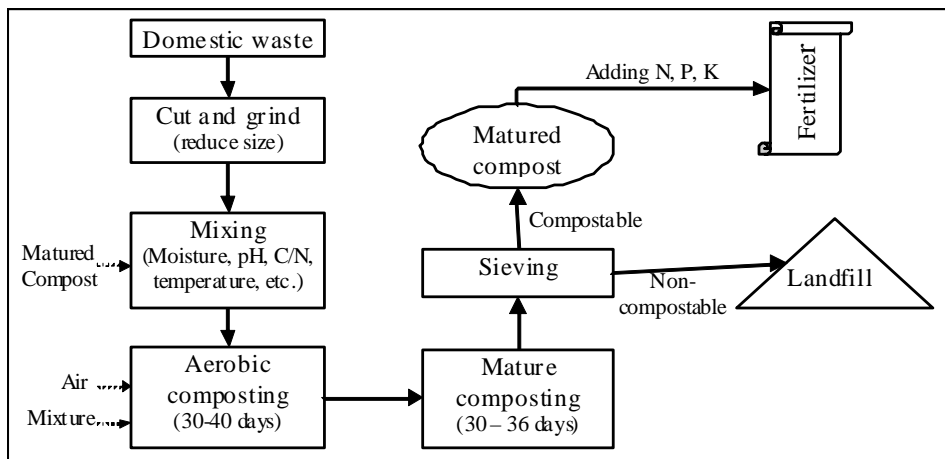 Domestic waste
Cut and grind
(reduce size)
Mixing
(Moisture, pH, C/N,
temperature, etc.)
Matured
Compost
Aerobic
composting
(30-40 days)
Air
Mixture
Mature
composting
(30 – 36 days)
Sieving
Compostable
Non-
compostable
Landfill
Matured
compost
Adding N, P, K
Fertilizer